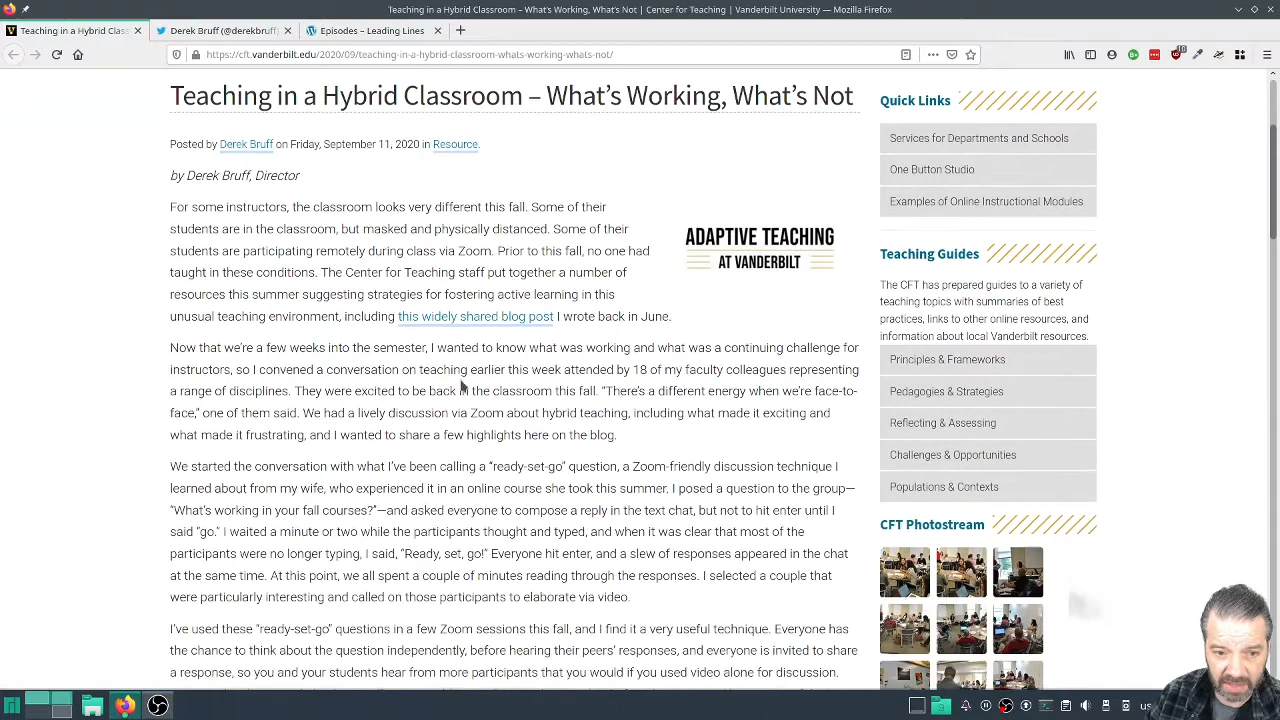 Teaching in a Hybrid Classroom – What's Working, What's Not | Center for Teaching | Vanderbilt University — Mozilla Firefox
Teaching in a Hybrid Class
Derek Bruff (@derekbruff)
Episodes – Leading Lines
https://cft.vanderbilt.edu/2020/09/teaching-in-a-hybrid-classroom-whats-working-whats-not/
Teaching in a Hybrid Classroom – What's Working, What's Not
Posted by Derek Bruff on Friday, September 11, 2020 in Resource.
by Derek Bruff, Director
For some instructors, the classroom looks very different this fall. Some of their
students are in the classroom, but masked and physically distanced. Some of their
students are participating remotely during class via Zoom. Prior to this fall, no one had
taught in these conditions. The Center for Teaching staff put together a number of
resources this summer suggesting strategies for fostering active learning in this
unusual teaching environment, including this widely shared blog post I wrote back in June.
ADAPTIVE TEACHING
AT VANDERBILT
Now that we're a few weeks into the semester, I wanted to know what was working and what was a continuing challenge for
instructors, so I convened a conversation on teaching earlier this week attended by 18 of my faculty colleagues representing
a range of disciplines. They were excited to be back in the classroom this fall. "There's a different energy when we're face-to-
face," one of them said. We had a lively discussion via Zoom about hybrid teaching, including what made it exciting and
what made it frustrating, and I wanted to share a few highlights here on the blog.
We started the conversation with what I've been calling a "ready-set-go" question, a Zoom-friendly discussion technique I
learned about from my wife, who experienced it in an online course she took this summer. I posed a question to the group—
"What's working in your fall courses?"—and asked everyone to compose a reply in the text chat, but not to hit enter until I
said "go." I waited a minute or two while the participants thought and typed, and when it was clear that most of the
participants were no longer typing, I said, "Ready, set, go!" Everyone hit enter, and a slew of responses appeared in the chat
at the same time. At this point, we all spent a couple of minutes reading through the responses. I selected a couple that
were particularly interesting and called on those participants to elaborate via video.
I've used these "ready-set-go" questions in a few Zoom sessions this fall, and I find it a very useful technique. Everyone has
the chance to think about the question independently, before hearing their peers' responses, and everyone is invited to share
a response, so you and your students hear from more participants that you would if you used video alone for discussion.
Quick Links
Services for Departments and Schools
One Button Studio
Examples of Online Instructional Modules
Teaching Guides
The CFT has prepared guides to a variety of
teaching topics with summaries of best
practices, links to other online resources, and
information about local Vanderbilt resources.
Principles & Frameworks
Pedagogies & Strategies
Reflecting & Assessing
Challenges & Opportunities
Populations & Contexts
CFT Photostream
us